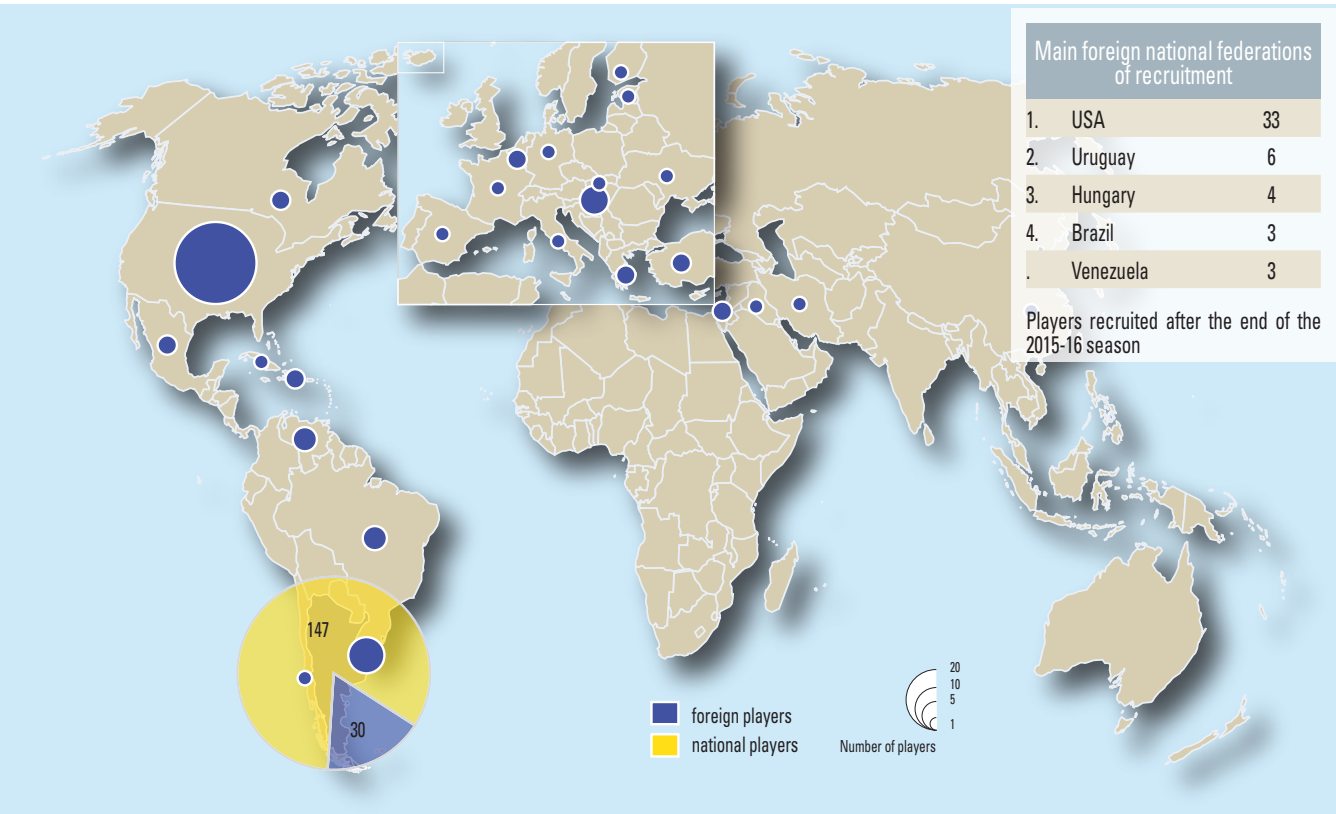 Main foreign national federations
of recruitment
1. USA 33
2. Uruguay 6
3. Hungary 4
4. Brazil 3
. Venezuela 3
Players recruited after the end of the
2015-16 season
147
30
foreign players
national players
20
10
5
1
Number of players